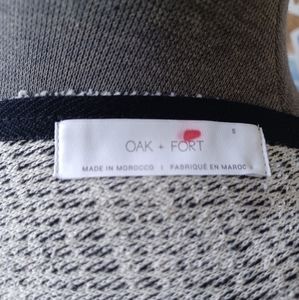 S
OAK + FORT
MADE IN MOROCCO | FABRIQUÉ EN MAROC